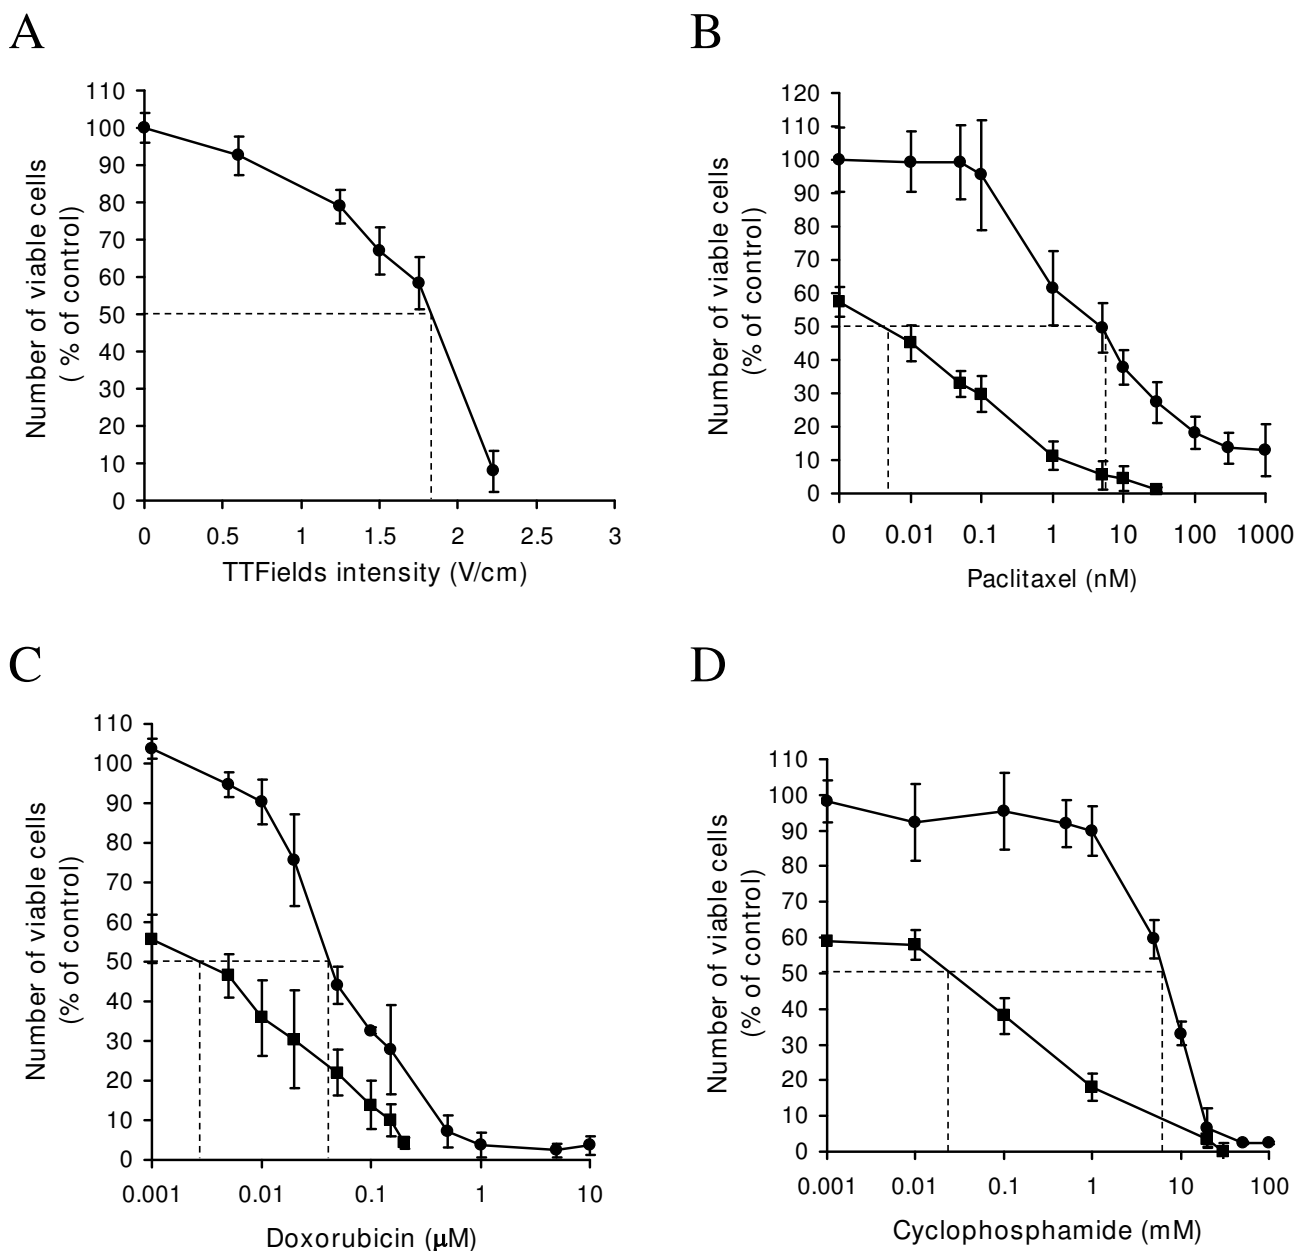 A
110
100
90
80
70
60
50
40
30
20
10
0
0 0.5 1 1.5 2 2.5 3
Number of viable cells
( % of control)
TTFields intensity (V/cm)
B
120
110
100
90
80
70
60
50
40
30
20
10
0
0 0.01 0.1 1 10 100 1000
Number of viable cells
(% of control)
Paclitaxel (nM)
C
110
100
90
80
70
60
50
40
30
20
10
0
0.001 0.01 0.1 1 10
Number of viable cells
(% of control)
Doxorubicin (μM)
D
110
100
90
80
70
60
50
40
30
20
10
0
0.001 0.01 0.1 1 10 100
Number of viable cells
(% of control)
Cyclophosphamide (mM)